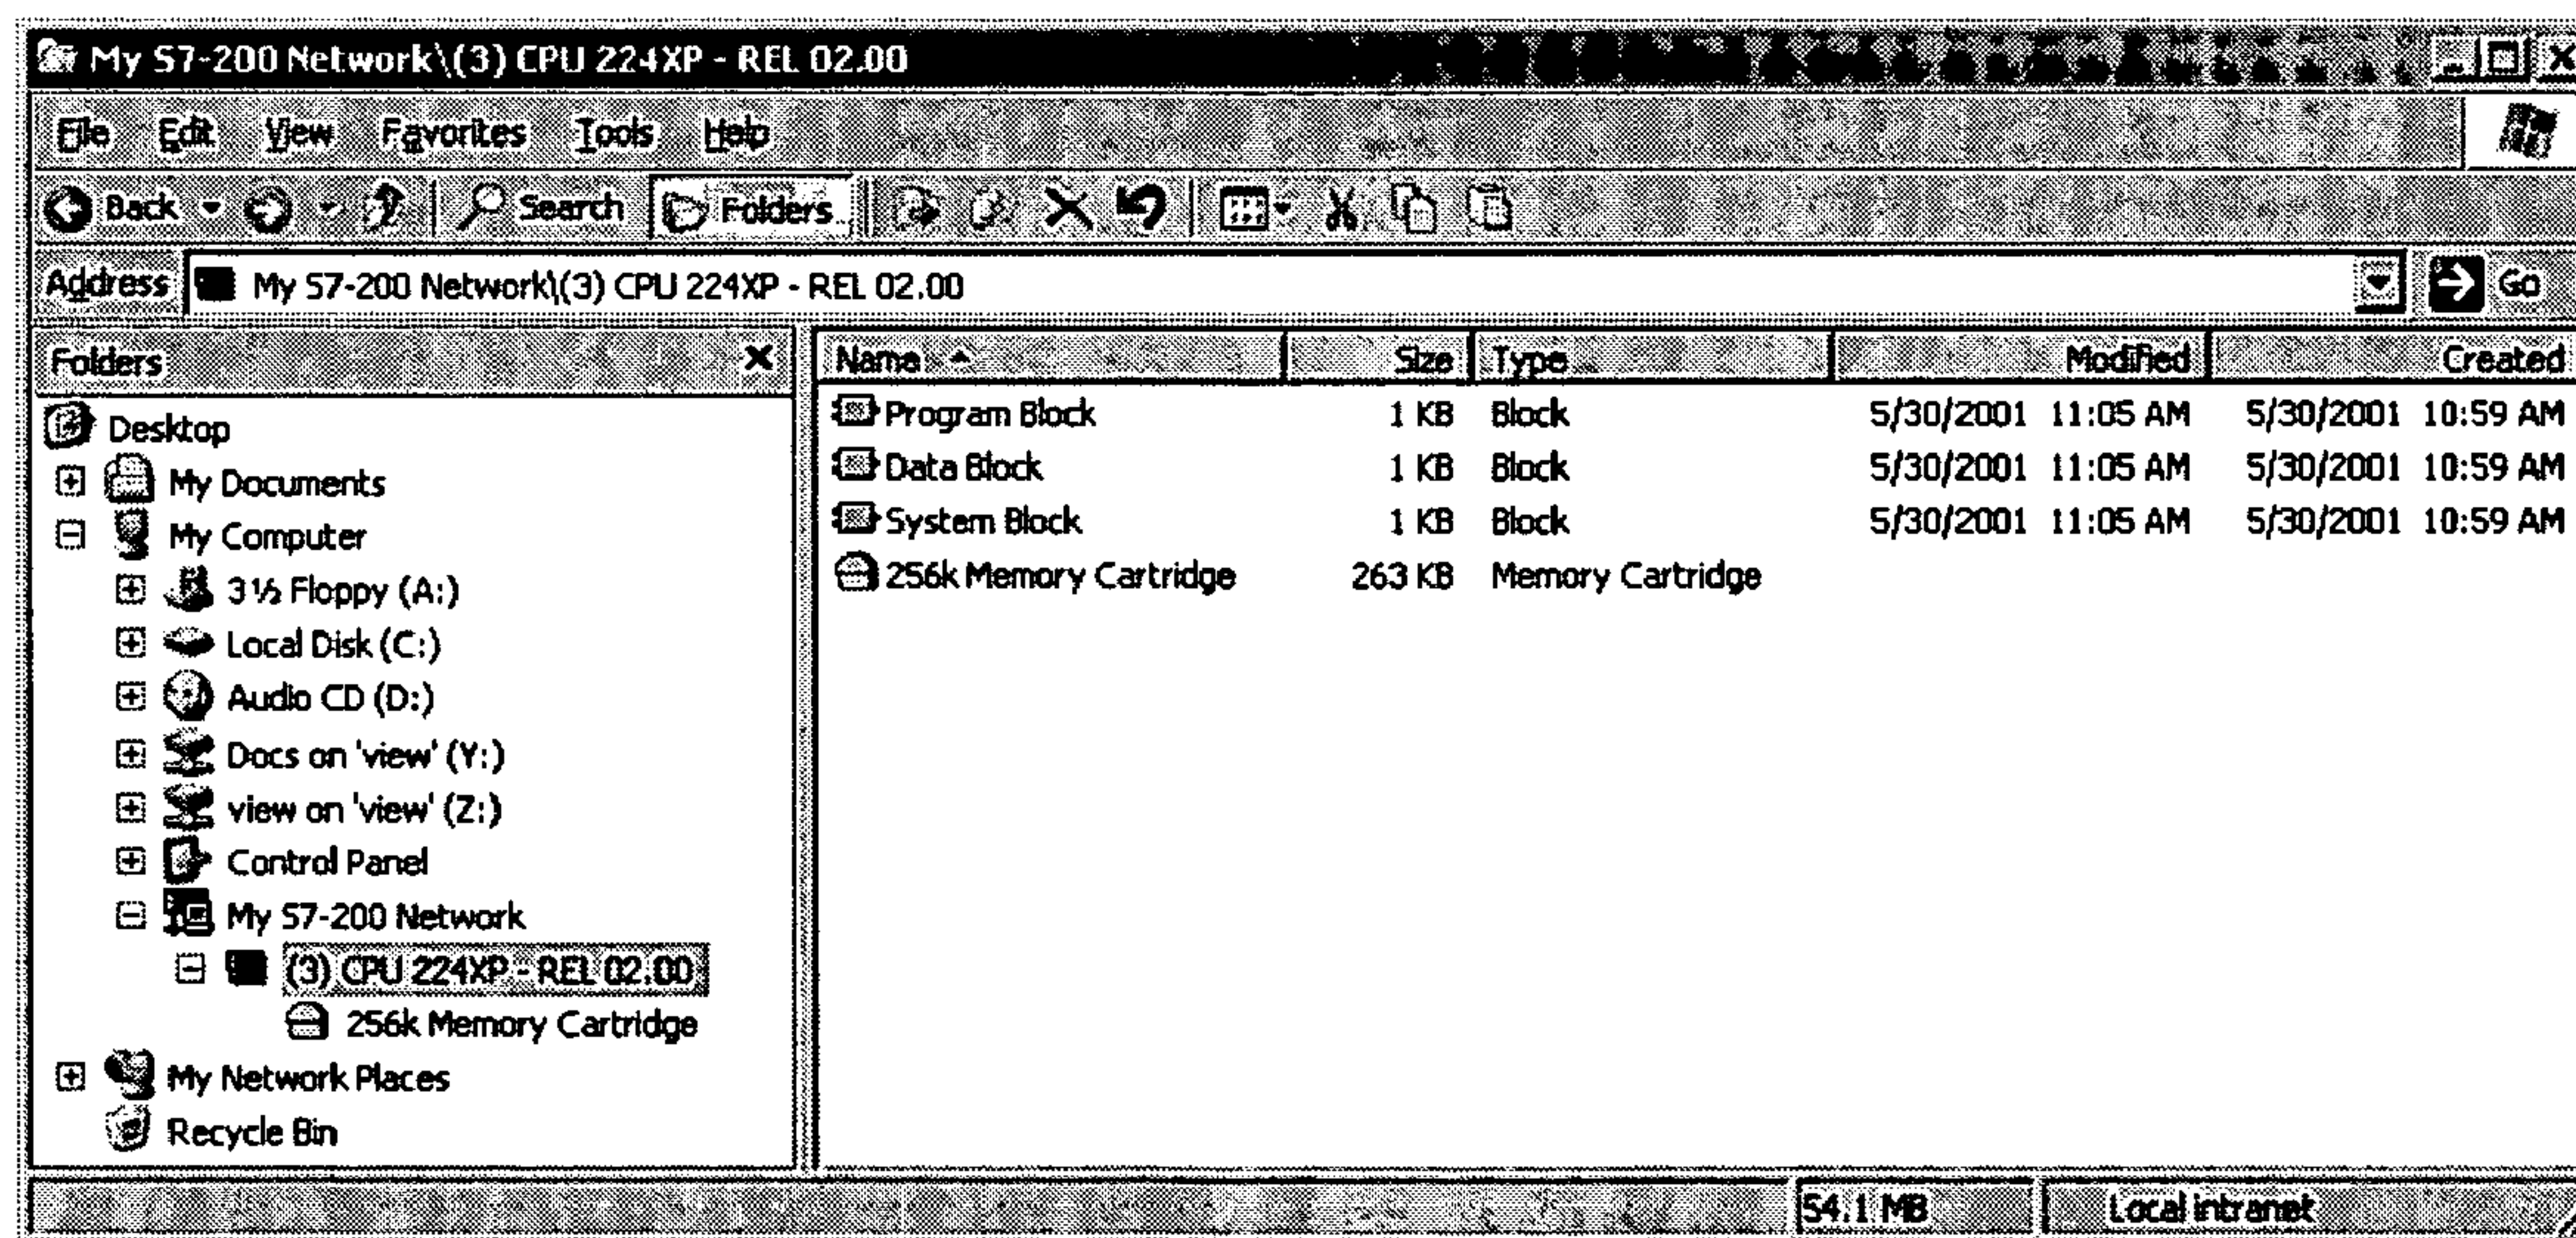 My S7-200 Network\(3) CPU 224XP - REL 02.00
File Edit View Favorites Tools Help
Back Search Folders
Address My S7-200 Network\(3) CPU 224XP - REL 02.00 Go
Folders
Desktop
My Documents
My Computer
3½ Floppy (A:)
Local Disk (C:)
Audio CD (D:)
Docs on 'view' (Y:)
view on 'view' (Z:)
Control Panel
My S7-200 Network
(3) CPU 224XP - REL 02.00
256k Memory Cartridge
My Network Places
Recycle Bin
Name Size Type Modified Created
Program Block 1 KB Block 5/30/2001 11:05 AM 5/30/2001 10:59 AM
Data Block 1 KB Block 5/30/2001 11:05 AM 5/30/2001 10:59 AM
System Block 1 KB Block 5/30/2001 11:05 AM 5/30/2001 10:59 AM
256k Memory Cartridge 263 KB Memory Cartridge
54.1 MB Local intranet